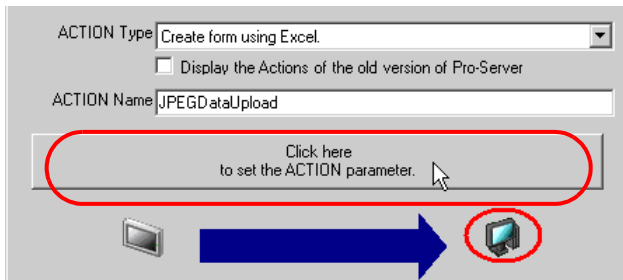 ACTION Type Create form using Excel.
Display the Actions of the old version of Pro-Server
ACTION Name JPEGDataUpload
Click here
to set the ACTION parameter.